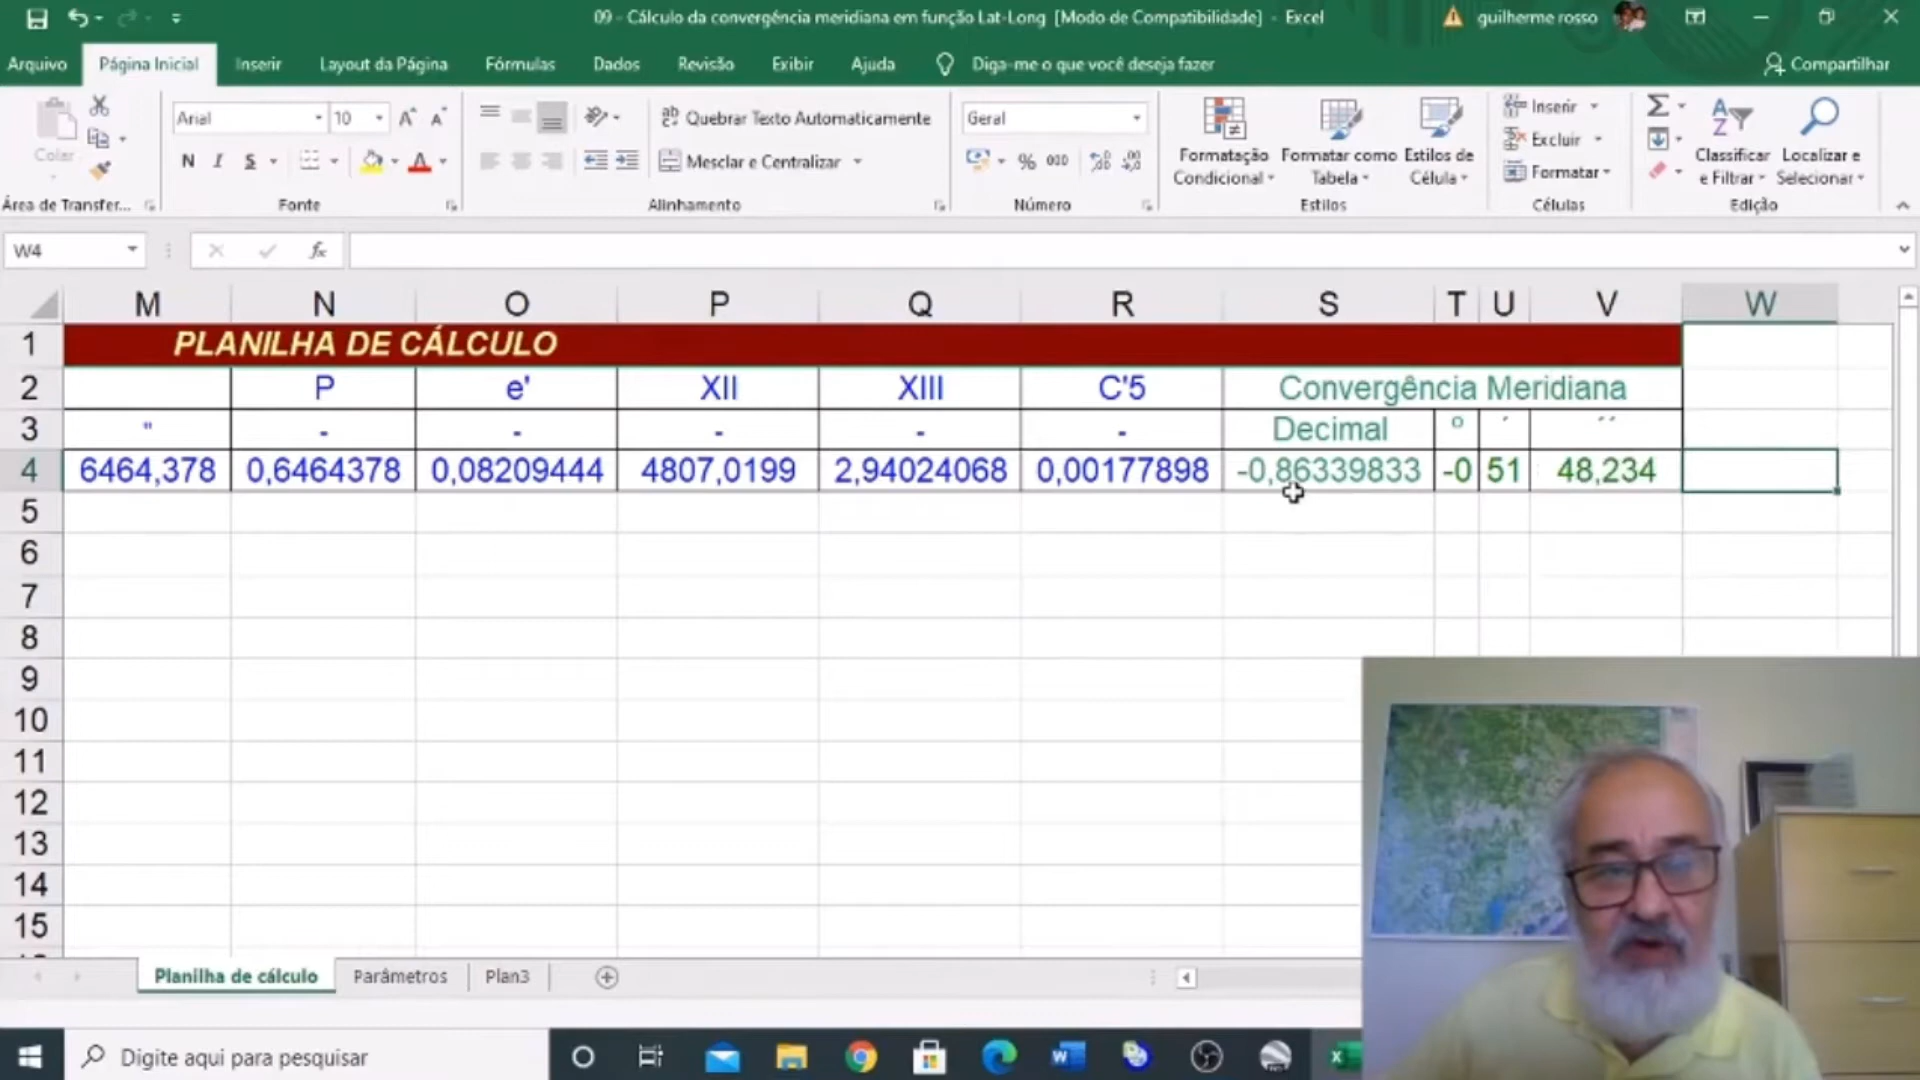 09 - Cálculo da convergência meridiana em função Lat-Long [Modo de Compatibilidade] - Excel
guilherme rosso
Arquivo Página Inicial Inserir Layout da Página Fórmulas Dados Revisão Exibir Ajuda Diga-me o que você deseja fazer Compartilhar
Colar
Área de Transfer...
Arial 10
N I S
Fonte
Quebrar Texto Automaticamente
Mesclar e Centralizar
Alinhamento
Geral
% 000
Número
Formatação Condicional
Formatar como Tabela
Estilos de Célula
Estilos
Inserir
Excluir
Formatar
Células
Classificar e Filtrar
Localizar e Selecionar
Edição
W4 fx
M N O P Q R S T U V W
1 PLANILHA DE CÁLCULO
2 P e' XII XIII C'5 Convergência Meridiana
3 " - - - - - Decimal º ´ ´´
4 6464,378 0,6464378 0,08209444 4807,0199 2,94024068 0,00177898 -0,86339833 -0 51 48,234
5
6
7
8
9
10
11
12
13
14
15
Planilha de cálculo Parâmetros Plan3
Digite aqui para pesquisar